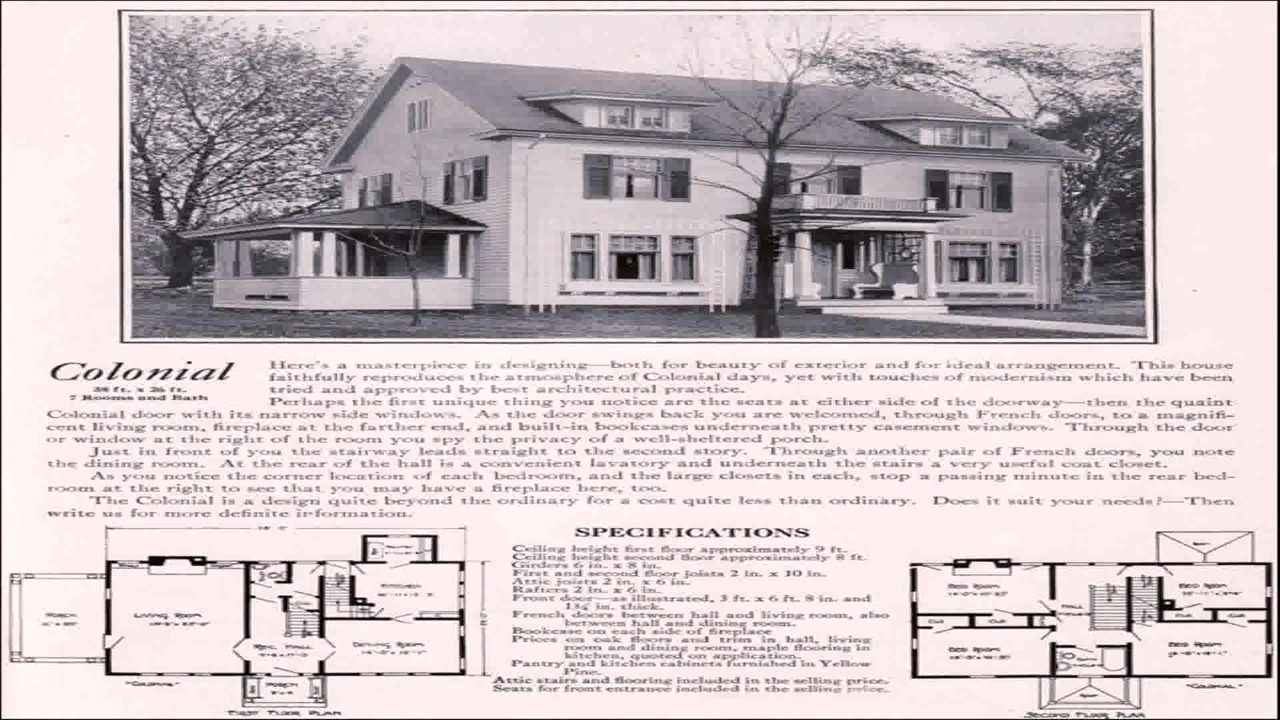 Colonial
38 ft. x 26 ft.
7 Rooms and Bath
Here's a masterpiece in designing—both for beauty of exterior and for ideal arrangement. This house
faithfully reproduces the atmosphere of Colonial days, yet with touches of modernism which have been
tried and approved by best architectural practice.
Perhaps the first unique thing you notice are the seats at either side of the doorway—then the quaint
Colonial door with its narrow side windows. As the door swings back you are welcomed, through French doors, to a magnifi-
cent living room, fireplace at the farther end, and built-in bookcases underneath pretty casement windows. Through the door
or window at the right of the room you spy the privacy of a well-sheltered porch.
Just in front of you the stairway leads straight to the second story. Through another pair of French doors, you note
the dining room. At the rear of the hall is a convenient lavatory and underneath the stairs a very useful coat closet.
As you notice the corner location of each bedroom, and the large closets in each, stop a passing minute in the rear bed-
room at the right to see that you may have a fireplace here, too.
The Colonial is a design quite beyond the ordinary for a cost quite less than ordinary. Does it suit your needs?—Then
write us for more definite information.
SPECIFICATIONS
Ceiling height first floor approximately 9 ft.
Ceiling height second floor approximately 8 ft.
Girders 6 in. x 8 in.
First and second floor joists 2 in. x 10 in.
Attic joists 2 in. x 6 in.
Rafters 2 in. x 6 in.
Front door—as illustrated, 3 ft. x 6 ft. 8 in. and
1¾ in. thick.
French doors between hall and living room, also
between hall and dining room.
Bookcase on each side of fireplace
Prices on oak floors and trim in hall, living
room and dining room, maple flooring in
kitchen, quoted on application.
Pantry and kitchen cabinets furnished in Yellow
Pine.
Attic stairs and flooring included in the selling price.
Seats for front entrance included in the selling price.
PORCH
LIVING ROOM
REC. HALL
KITCHEN
DINING ROOM
PORCH
"COLONIAL"
FIRST FLOOR PLAN
BED ROOM
BED ROOM
HALL
CLO.
CLO.
CLO.
CLO.
BED ROOM
BED ROOM
"COLONIAL"
SECOND FLOOR PLAN